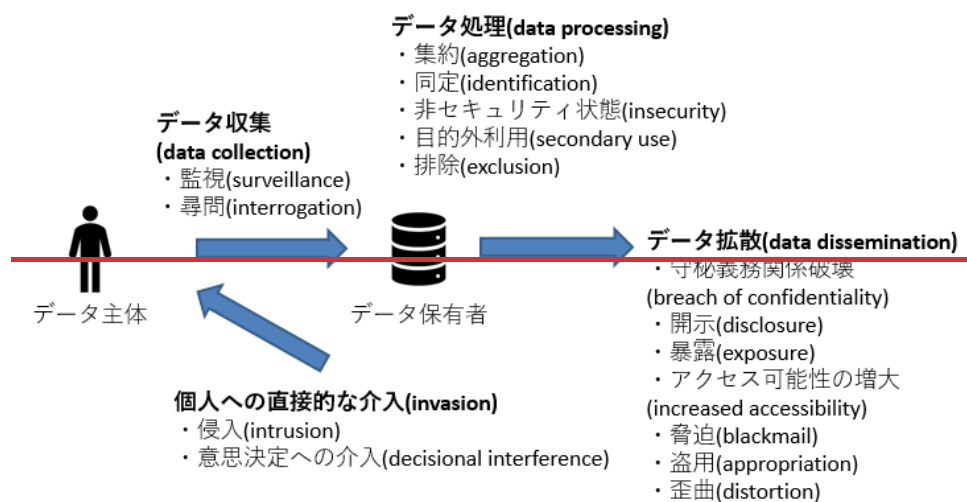 データ処理(data processing)
・集約(aggregation)
・同定(identification)
・非セキュリティ状態(insecurity)
・目的外利用(secondary use)
・排除(exclusion)
データ収集
(data collection)
・監視(surveillance)
・尋問(interrogation)
データ主体
データ保有者
データ拡散(data dissemination)
・守秘義務関係破壊
(breach of confidentiality)
・開示(disclosure)
・暴露(exposure)
・アクセス可能性の増大
(increased accessibility)
・脅迫(blackmail)
・盗用(appropriation)
・歪曲(distortion)
個人への直接的な介入(invasion)
・侵入(intrusion)
・意思決定への介入(decisional interference)